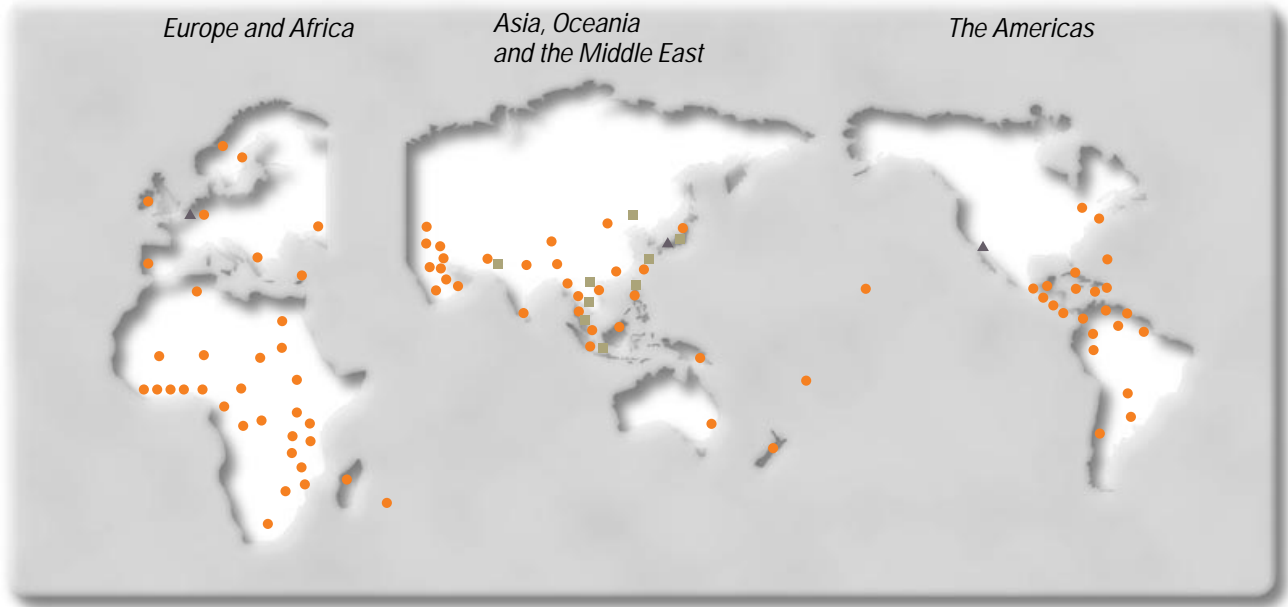 Europe and Africa
Asia, Oceania
and the Middle East
The Americas